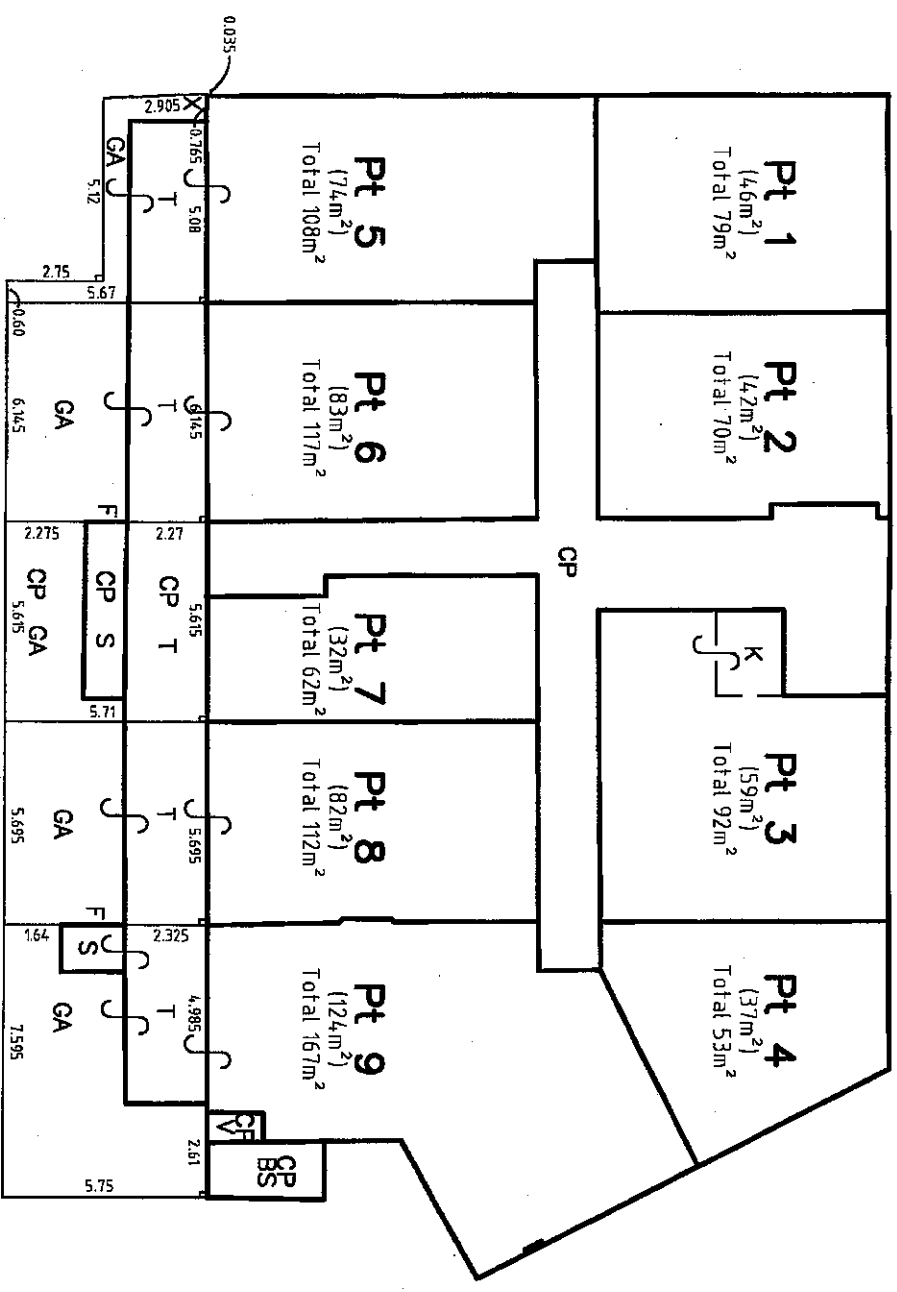 Pt 1
(46m²)
Total 79m²
Pt 2
(42m²)
Total 70m²
K
Pt 3
(59m²)
Total 92m²
Pt 4
(37m²)
Total 53m²
CP
Pt 5
(74m²)
Total 108m²
Pt 6
(83m²)
Total 117m²
Pt 7
(32m²)
Total 62m²
Pt 8
(82m²)
Total 112m²
Pt 9
(124m²)
Total 167m²
CP
BS
V
0.035
X
0.765
5.08
6.145
5.615
5.695
4.985
2.61
2.905
T
T
2.27
CP T
T
2.325
T
GA
5.12
2.75
5.67
F
CP S
5.71
F
S
0.60
GA
2.275
CP GA
GA
1.64
GA
5.75
6.145
5.615
5.695
7.595